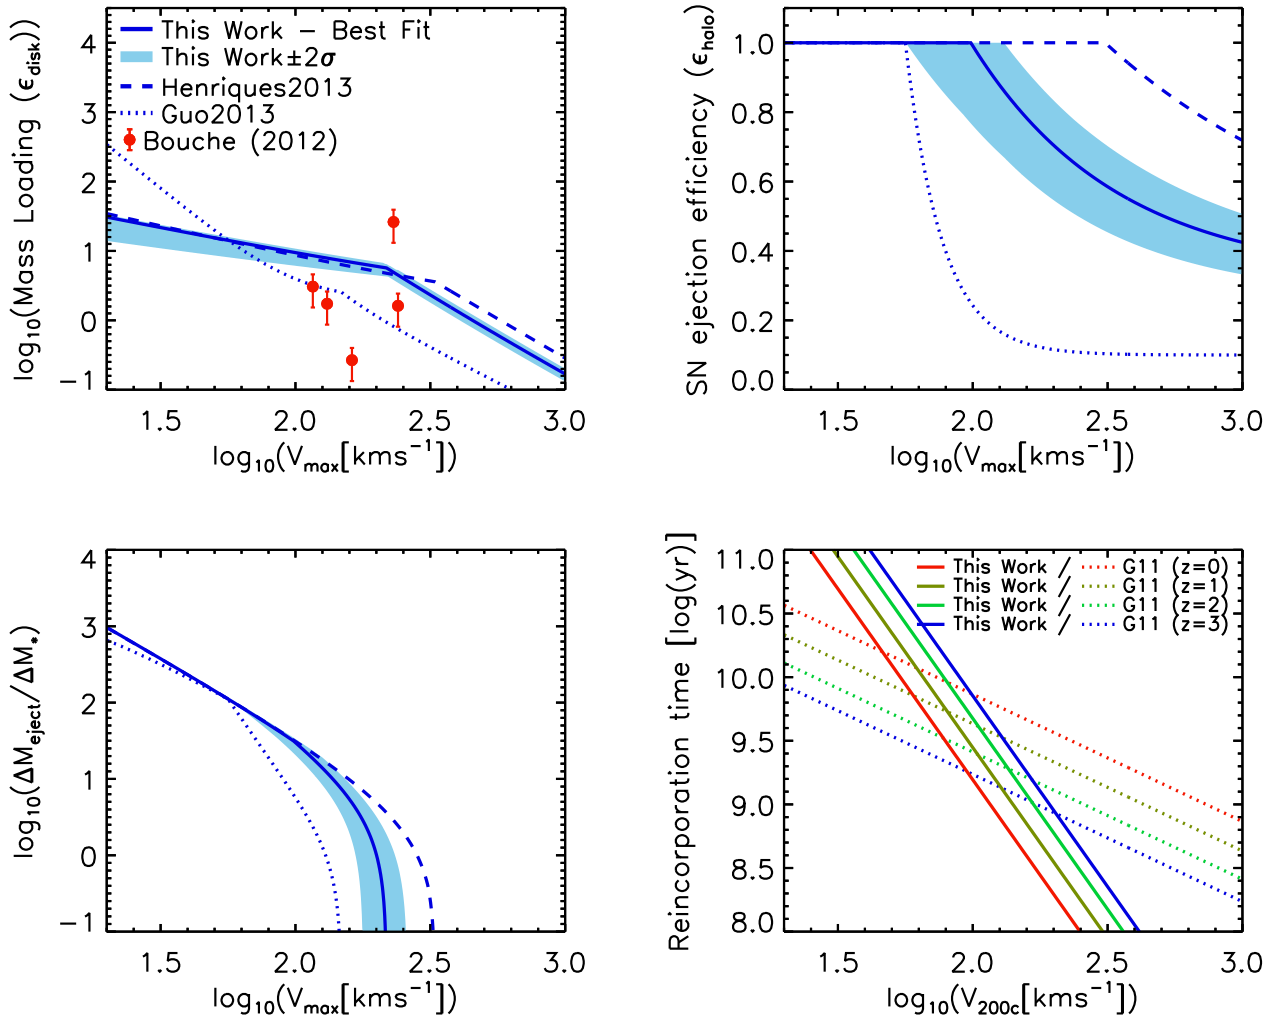 log₁₀(Mass Loading (ϵdisk))
4
3
2
1
0
−1
This Work − Best Fit
This Work±2σ
Henriques2013
Guo2013
Bouche (2012)
1.5 2.0 2.5 3.0
log₁₀(Vmax[kms⁻¹])
SN ejection efficiency (ϵhalo)
1.0
0.8
0.6
0.4
0.2
0.0
1.5 2.0 2.5 3.0
log₁₀(Vmax[kms⁻¹])
log₁₀(ΔMeject/ΔM*)
4
3
2
1
0
−1
1.5 2.0 2.5 3.0
log₁₀(Vmax[kms⁻¹])
Reincorporation time [log(yr)]
11.0
10.5
10.0
9.5
9.0
8.5
8.0
This Work / G11 (z=0)
This Work / G11 (z=1)
This Work / G11 (z=2)
This Work / G11 (z=3)
1.5 2.0 2.5 3.0
log₁₀(V200c[kms⁻¹])